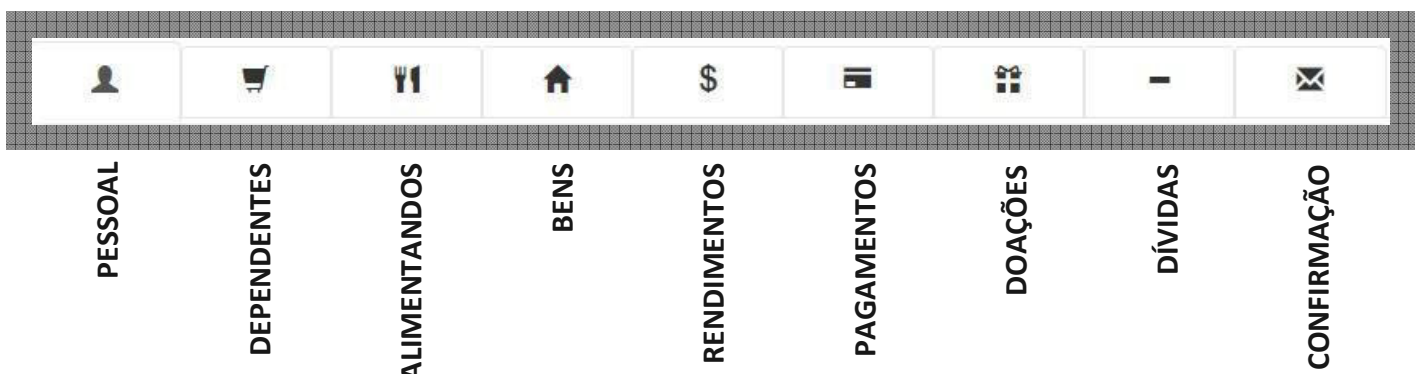 $
PESSOAL
DEPENDENTES
ALIMENTANDOS
BENS
RENDIMENTOS
PAGAMENTOS
DOAÇÕES
DÍVIDAS
CONFIRMAÇÃO